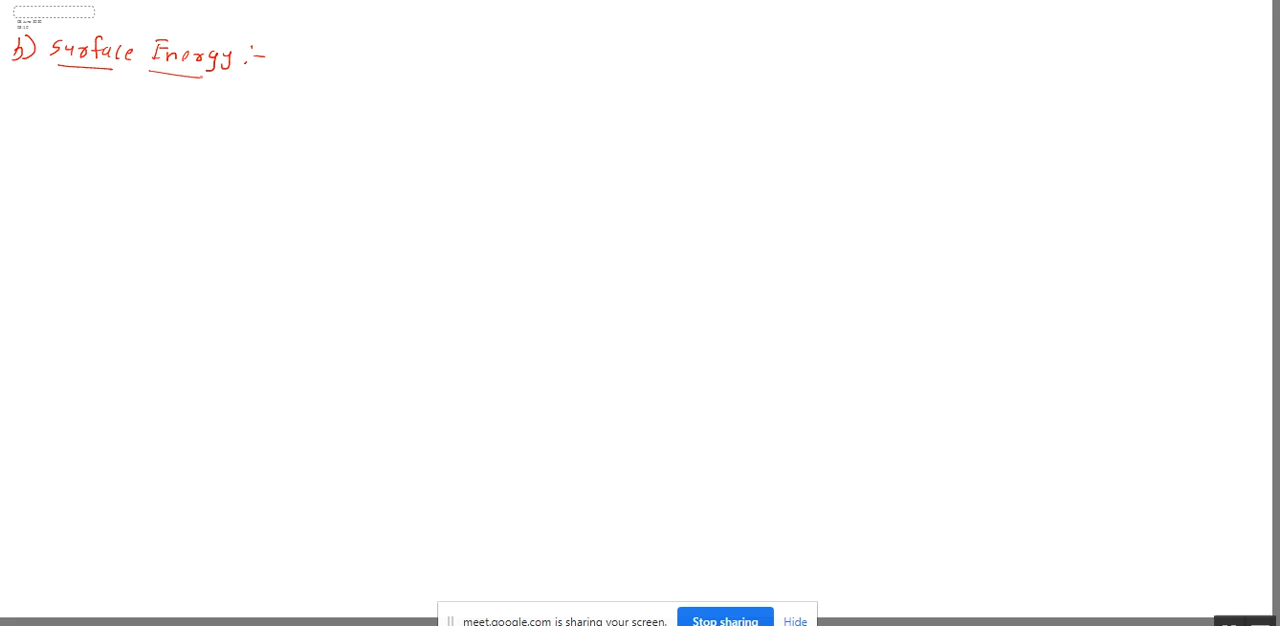 b) Surface Energy :-
meet.google.com is sharing your screen. Stop sharing Hide